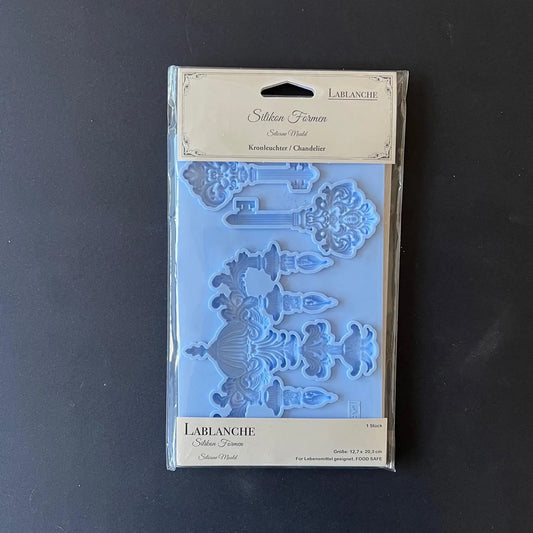 LABLANCHE
Silikon Formen
Silicone Mould
Kronleuchter / Chandelier
LABLANCHE
Silikon Formen
Silicone Mould
1 Stück
Größe: 12,7 x 20,3 cm
Für Lebensmittel geeignet. FOOD SAFE